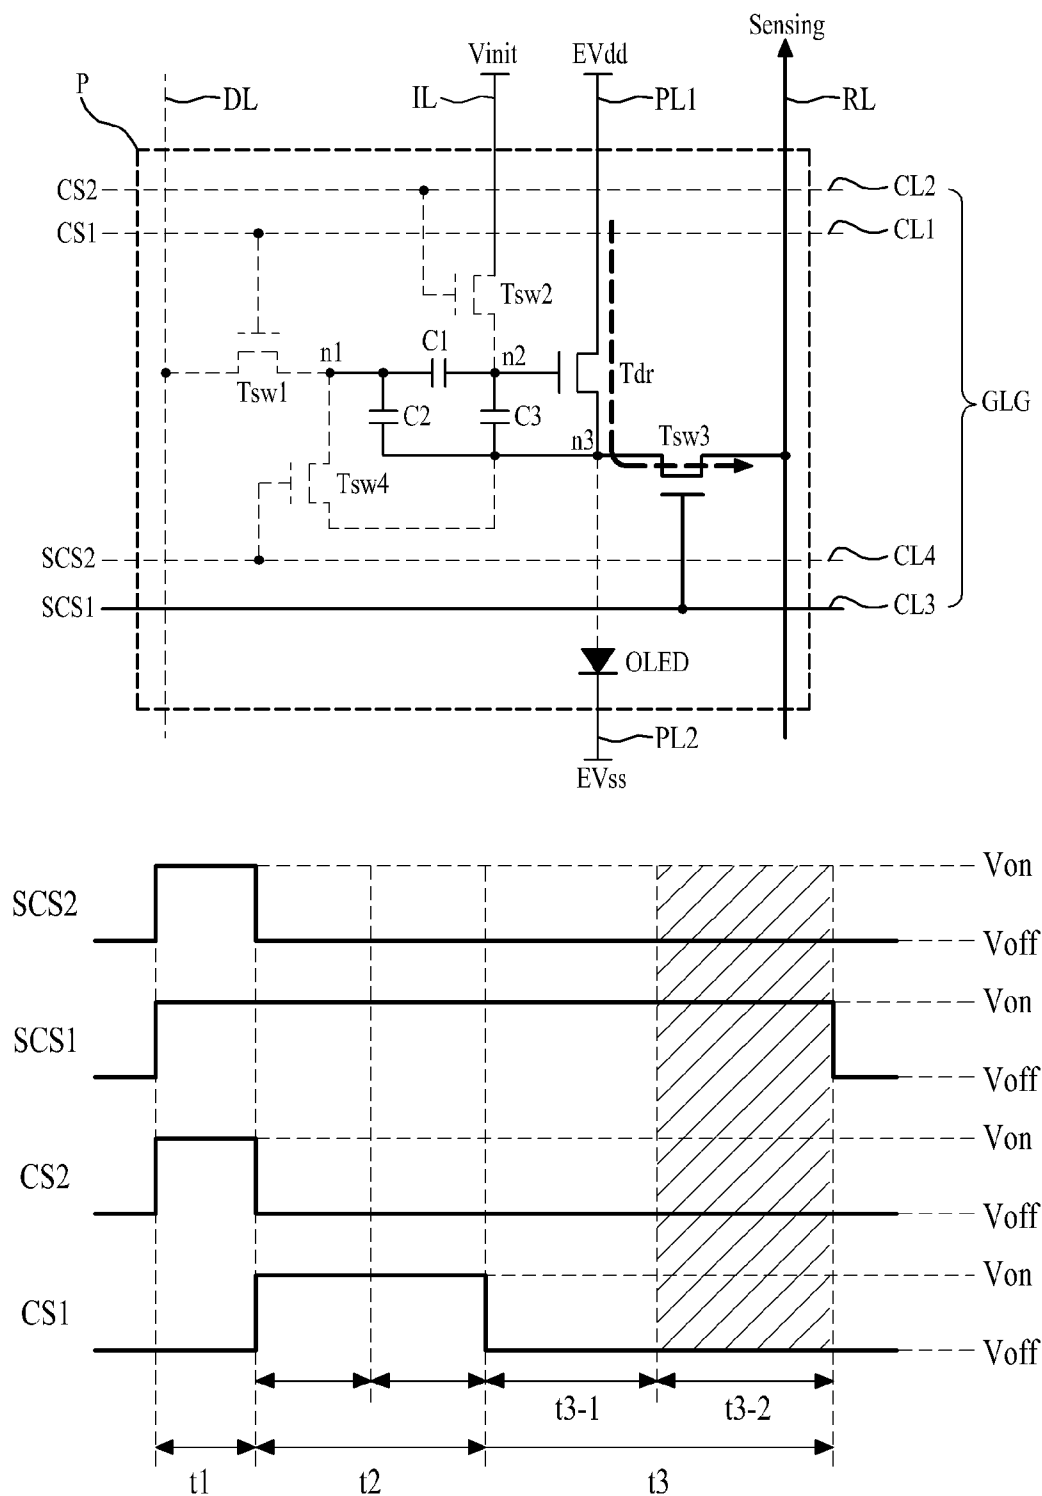 Sensing
Vinit
EVdd
P
DL
IL
PL1
RL
CS2
CL2
CS1
CL1
Tsw2
n1
C1
n2
Tdr
Tsw1
C2
C3
n3
Tsw3
GLG
Tsw4
SCS2
CL4
SCS1
CL3
OLED
PL2
EVss
SCS2
Von
Voff
SCS1
Von
Voff
CS2
Von
Voff
CS1
Von
Voff
t3-1
t3-2
t1
t2
t3